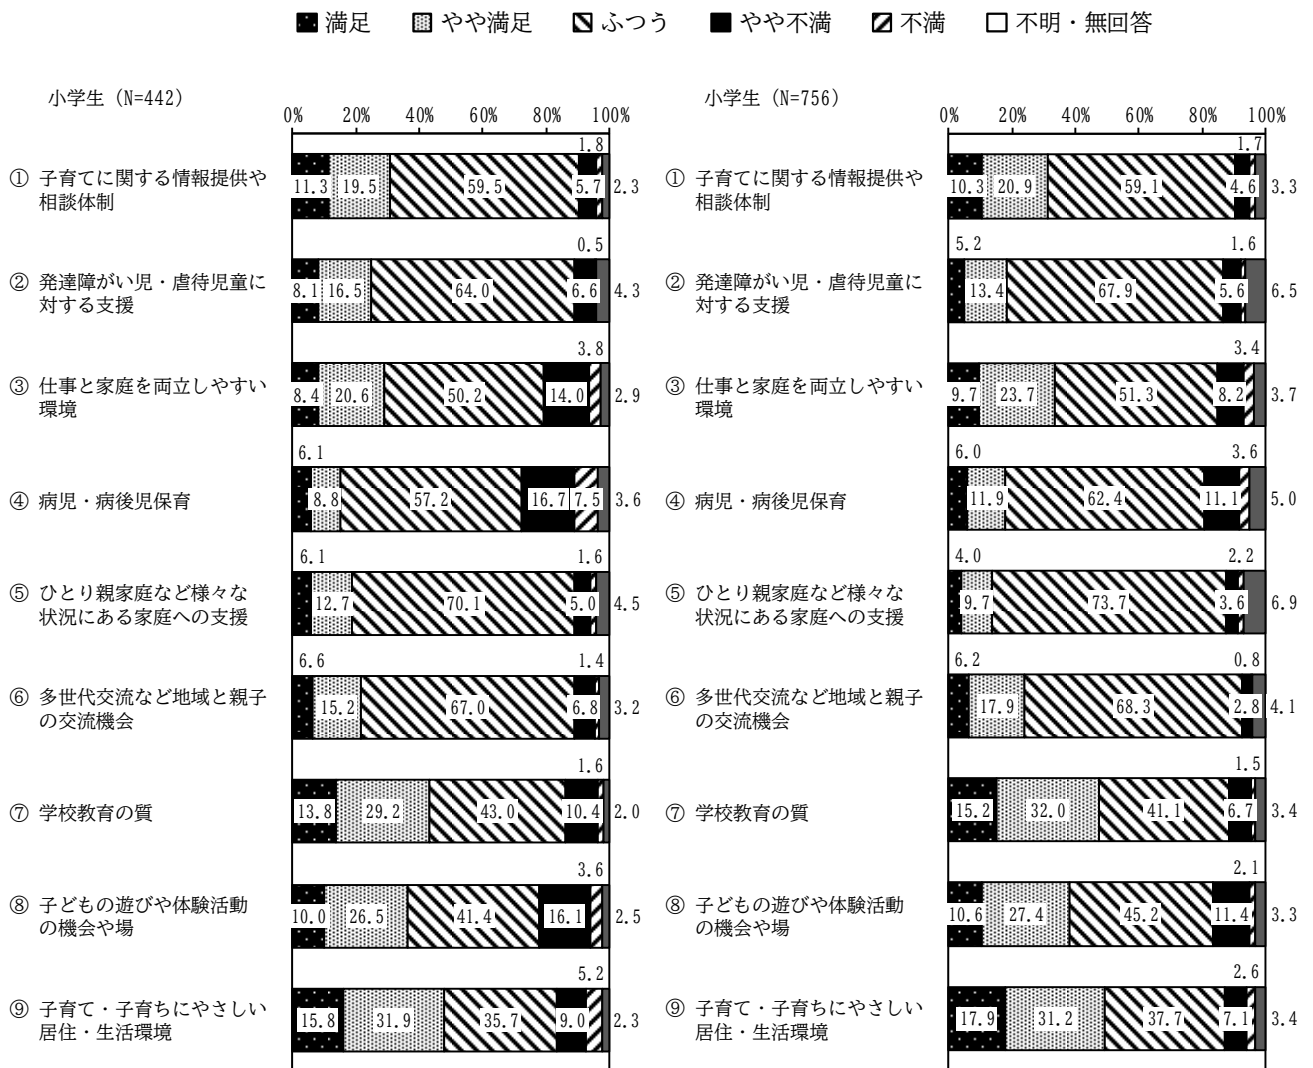 満足 やや満足 ふつう やや不満 不満 不明・無回答
小学生（N=442）
0% 20% 40% 60% 80% 100%
1.8
① 子育てに関する情報提供や
相談体制
11.3 19.5 59.5 5.7 2.3
0.5
② 発達障がい児・虐待児童に
対する支援
8.1 16.5 64.0 6.6 4.3
3.8
③ 仕事と家庭を両立しやすい
環境
8.4 20.6 50.2 14.0 2.9
6.1
④ 病児・病後児保育
8.8 57.2 16.7 7.5 3.6
6.1 1.6
⑤ ひとり親家庭など様々な
状況にある家庭への支援
12.7 70.1 5.0 4.5
6.6 1.4
⑥ 多世代交流など地域と親子
の交流機会
15.2 67.0 6.8 3.2
1.6
⑦ 学校教育の質
13.8 29.2 43.0 10.4 2.0
3.6
⑧ 子どもの遊びや体験活動
の機会や場
10.0 26.5 41.4 16.1 2.5
5.2
⑨ 子育て・子育ちにやさしい
居住・生活環境
15.8 31.9 35.7 9.0 2.3
小学生（N=756）
0% 20% 40% 60% 80% 100%
1.7
① 子育てに関する情報提供や
相談体制
10.3 20.9 59.1 4.6 3.3
5.2 1.6
② 発達障がい児・虐待児童に
対する支援
13.4 67.9 5.6 6.5
3.4
③ 仕事と家庭を両立しやすい
環境
9.7 23.7 51.3 8.2 3.7
6.0 3.6
④ 病児・病後児保育
11.9 62.4 11.1 5.0
4.0 2.2
⑤ ひとり親家庭など様々な
状況にある家庭への支援
9.7 73.7 3.6 6.9
6.2 0.8
⑥ 多世代交流など地域と親子
の交流機会
17.9 68.3 2.8 4.1
1.5
⑦ 学校教育の質
15.2 32.0 41.1 6.7 3.4
2.1
⑧ 子どもの遊びや体験活動
の機会や場
10.6 27.4 45.2 11.4 3.3
2.6
⑨ 子育て・子育ちにやさしい
居住・生活環境
17.9 31.2 37.7 7.1 3.4